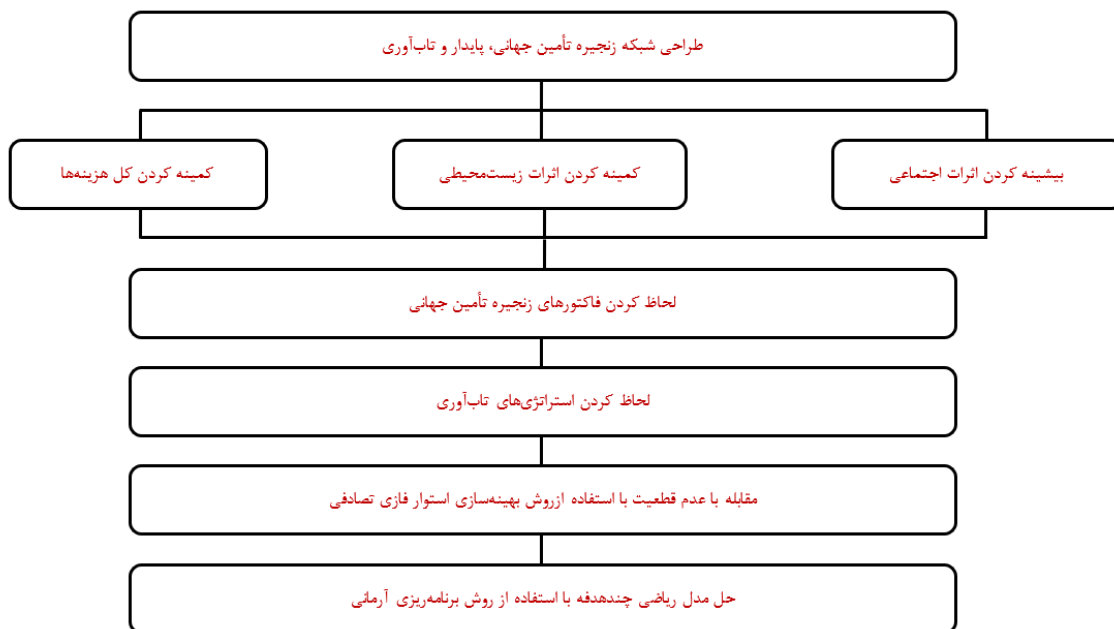 طراحی شبکه زنجیره تأمین جهانی، پایدار و تاب‌آوری
بیشینه کردن اثرات اجتماعی
کمینه کردن اثرات زیست‌محیطی
کمینه کردن کل هزینه‌ها
لحاظ کردن فاکتورهای زنجیره تأمین جهانی
لحاظ کردن استراتژی‌های تاب‌آوری
مقابله با عدم قطعیت با استفاده ازروش بهینه‌سازی استوار فازی تصادفی
حل مدل ریاضی چندهدفه با استفاده از روش برنامه‌ریزی آرمانی